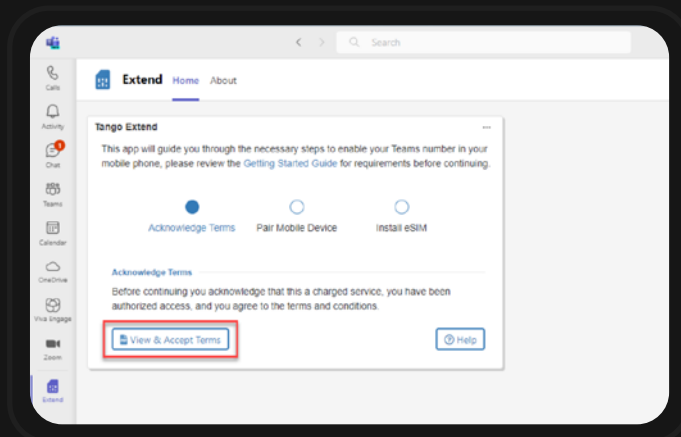 Search
Extend Home About
Calls
Activity
Chat
Teams
Calendar
OneDrive
Viva Engage
Zoom
Extend
Tango Extend
This app will guide you through the necessary steps to enable your Teams number in your
mobile phone, please review the Getting Started Guide for requirements before continuing.
Acknowledge Terms Pair Mobile Device Install eSIM
Acknowledge Terms
Before continuing you acknowledge that this a charged service, you have been
authorized access, and you agree to the terms and conditions.
View & Accept Terms
Help